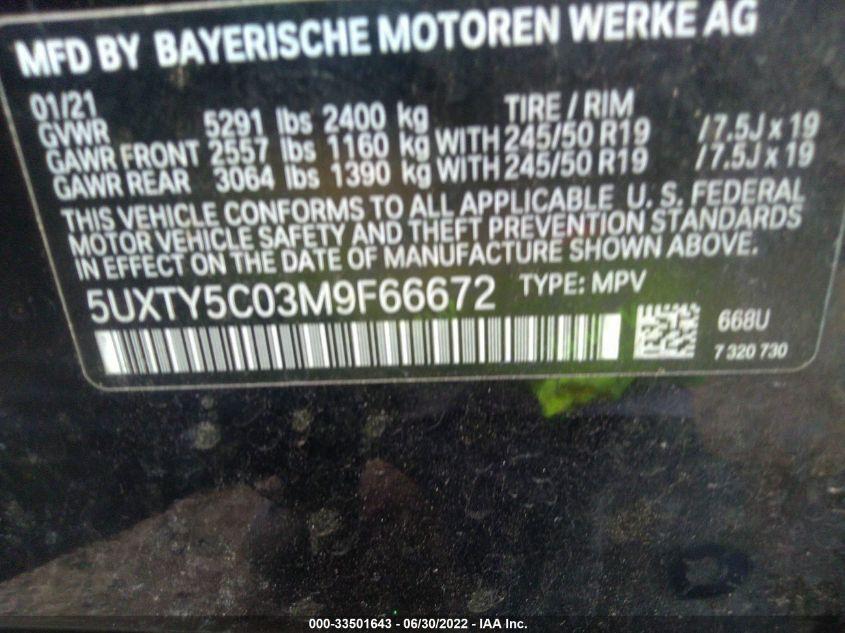 MFD BY BAYERISCHE MOTOREN WERKE AG
01/21 TIRE / RIM
GVWR 5291 lbs 2400 kg
GAWR FRONT 2557 lbs 1160 kg WITH 245/50 R19 /7.5J x 19
GAWR REAR 3064 lbs 1390 kg WITH 245/50 R19 /7.5J x 19
THIS VEHICLE CONFORMS TO ALL APPLICABLE U. S. FEDERAL
MOTOR VEHICLE SAFETY AND THEFT PREVENTION STANDARDS
IN EFFECT ON THE DATE OF MANUFACTURE SHOWN ABOVE.
5UXTY5C03M9F66672 TYPE: MPV
668U
7 320 730
000-33501643 - 06/30/2022 - IAA Inc.